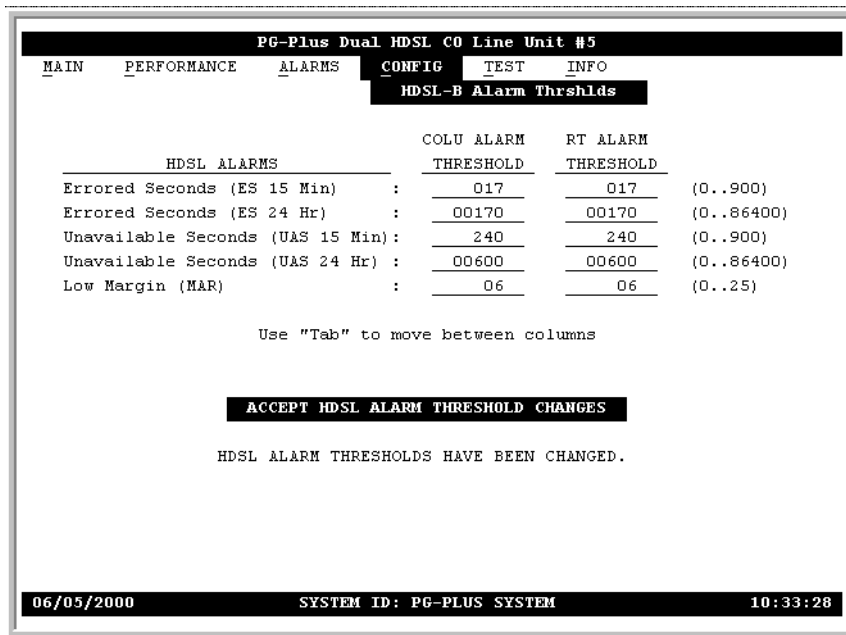 PG-Plus Dual HDSL CO Line Unit #5
MAIN PERFORMANCE ALARMS CONFIG TEST INFO
HDSL-B Alarm Thrshlds
COLU ALARM RT ALARM
HDSL ALARMS THRESHOLD THRESHOLD
Errored Seconds (ES 15 Min) : 017 017 (0..900)
Errored Seconds (ES 24 Hr) : 00170 00170 (0..86400)
Unavailable Seconds (UAS 15 Min): 240 240 (0..900)
Unavailable Seconds (UAS 24 Hr) : 00600 00600 (0..86400)
Low Margin (MAR) : 06 06 (0..25)
Use "Tab" to move between columns
ACCEPT HDSL ALARM THRESHOLD CHANGES
HDSL ALARM THRESHOLDS HAVE BEEN CHANGED.
06/05/2000 SYSTEM ID: PG-PLUS SYSTEM 10:33:28